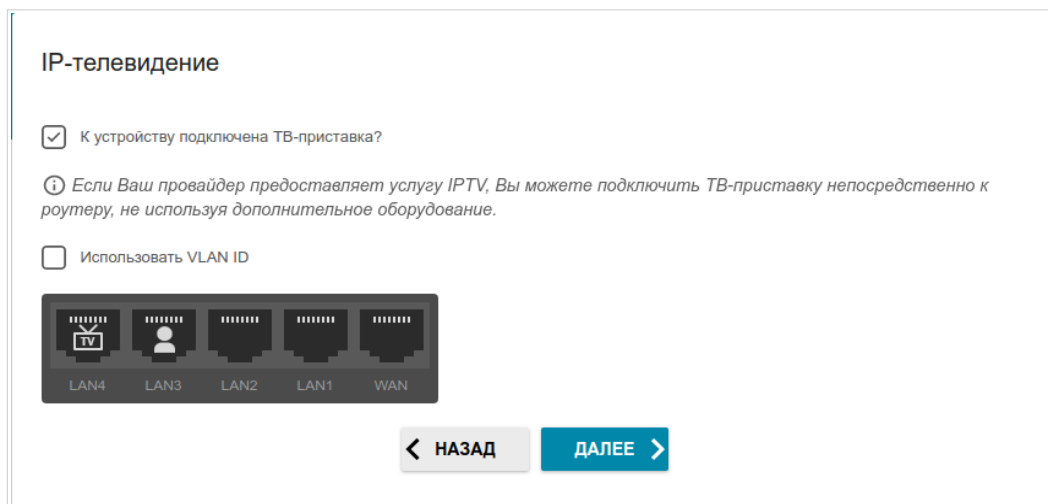 IP-телевидение
К устройству подключена ТВ-приставка?
Если Ваш провайдер предоставляет услугу IPTV, Вы можете подключить ТВ-приставку непосредственно к
роутеру, не используя дополнительное оборудование.
Использовать VLAN ID
TV
LAN4 LAN3 LAN2 LAN1 WAN
НАЗАД ДАЛЕЕ